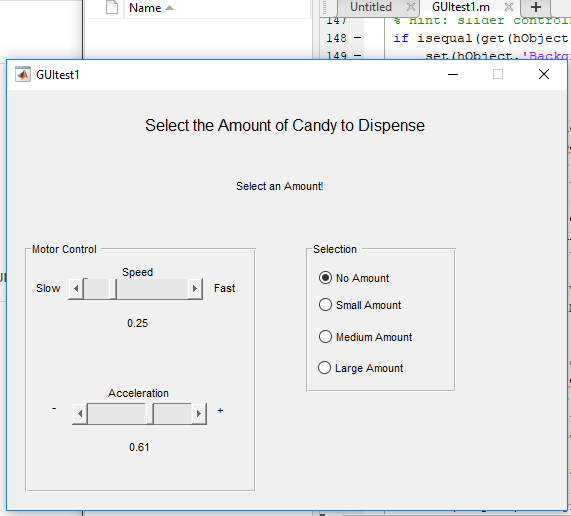 Name
Untitled
GUItest1.m
147
% Hint: slider control
148
if isequal(get(hObject
149
set(hObject,'Backg
GUItest1
Select the Amount of Candy to Dispense
Select an Amount!
Motor Control
Speed
Slow
Fast
0.25
Acceleration
-
+
0.61
Selection
No Amount
Small Amount
Medium Amount
Large Amount